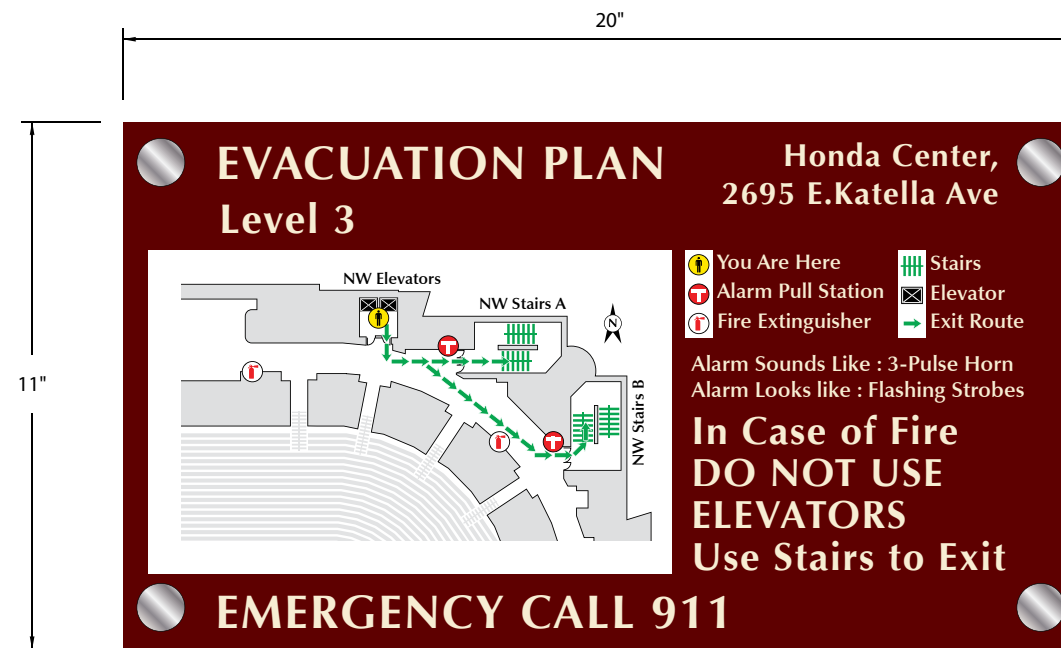 20"
11"
EVACUATION PLAN
Level 3
Honda Center,
2695 E.Katella Ave
NW Elevators
NW Stairs A
N
NW Stairs B
You Are Here
Alarm Pull Station
Fire Extinguisher
Stairs
Elevator
Exit Route
Alarm Sounds Like : 3-Pulse Horn
Alarm Looks like : Flashing Strobes
In Case of Fire
DO NOT USE
ELEVATORS
Use Stairs to Exit
EMERGENCY CALL 911